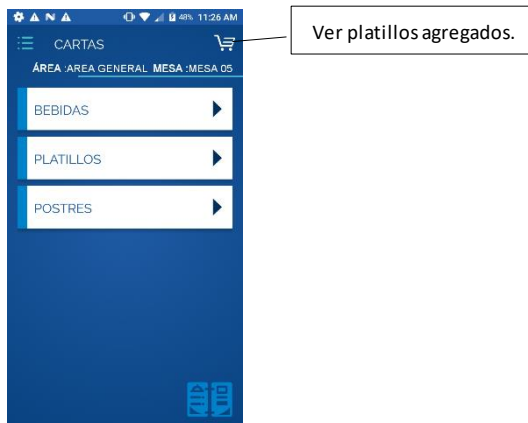 48% 11:26 AM
CARTAS
ÁREA :AREA GENERAL MESA :MESA 05
BEBIDAS
PLATILLOS
POSTRES
Ver platillos agregados.